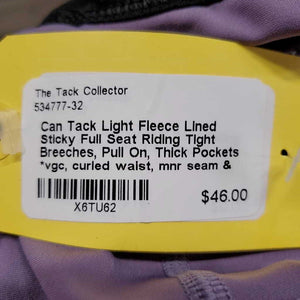 The Tack Collector
534777-32
Can Tack Light Fleece Lined
Sticky Full Seat Riding Tight
Breeches, Pull On, Thick Pockets
*vgc, curled waist, mnr seam &
$46.00
X6TU62